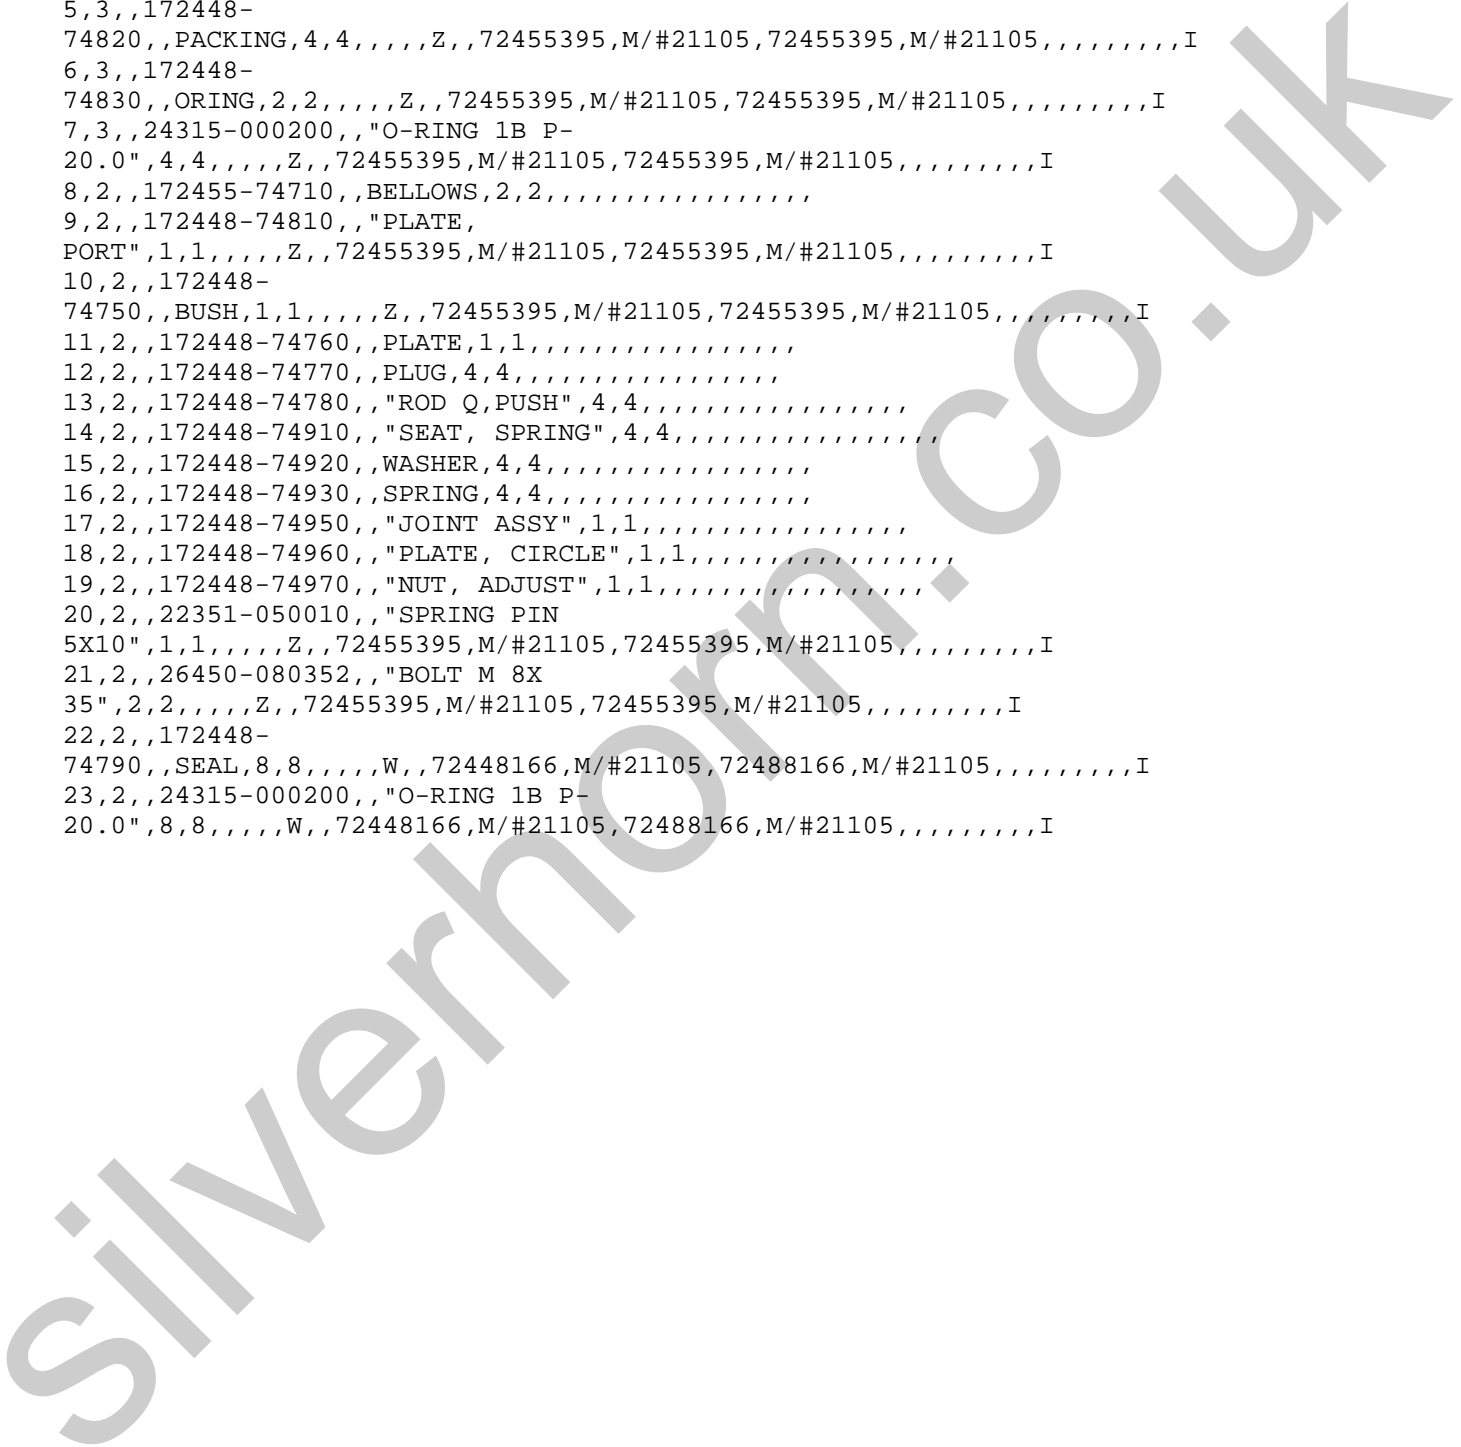 5,3,,172448-
74820,,PACKING,4,4,,,,,Z,,72455395,M/#21105,72455395,M/#21105,,,,,,,,,I
6,3,,172448-
74830,,ORING,2,2,,,,,Z,,72455395,M/#21105,72455395,M/#21105,,,,,,,,,I
7,3,,24315-000200,,"O-RING 1B P-
20.0",4,4,,,,,Z,,72455395,M/#21105,72455395,M/#21105,,,,,,,,,I
8,2,,172455-74710,,BELLOWS,2,2,,,,,,,,,,,,,,,,,
9,2,,172448-74810,,"PLATE,
PORT",1,1,,,,,Z,,72455395,M/#21105,72455395,M/#21105,,,,,,,,,I
10,2,,172448-
74750,,BUSH,1,1,,,,,Z,,72455395,M/#21105,72455395,M/#21105,,,,,,,,,I
11,2,,172448-74760,,PLATE,1,1,,,,,,,,,,,,,,,,,
12,2,,172448-74770,,PLUG,4,4,,,,,,,,,,,,,,,,,
13,2,,172448-74780,,"ROD Q,PUSH",4,4,,,,,,,,,,,,,,,,,
14,2,,172448-74910,,"SEAT, SPRING",4,4,,,,,,,,,,,,,,,,,
15,2,,172448-74920,,WASHER,4,4,,,,,,,,,,,,,,,,,
16,2,,172448-74930,,SPRING,4,4,,,,,,,,,,,,,,,,,
17,2,,172448-74950,,"JOINT ASSY",1,1,,,,,,,,,,,,,,,,,
18,2,,172448-74960,,"PLATE, CIRCLE",1,1,,,,,,,,,,,,,,,,,
19,2,,172448-74970,,"NUT, ADJUST",1,1,,,,,,,,,,,,,,,,,
20,2,,22351-050010,,"SPRING PIN
5X10",1,1,,,,,Z,,72455395,M/#21105,72455395,M/#21105,,,,,,,,,I
21,2,,26450-080352,,"BOLT M 8X
35",2,2,,,,,Z,,72455395,M/#21105,72455395,M/#21105,,,,,,,,,I
22,2,,172448-
74790,,SEAL,8,8,,,,,W,,72448166,M/#21105,72488166,M/#21105,,,,,,,,,I
23,2,,24315-000200,,"O-RING 1B P-
20.0",8,8,,,,,W,,72448166,M/#21105,72488166,M/#21105,,,,,,,,,I
silverhorn.co.uk